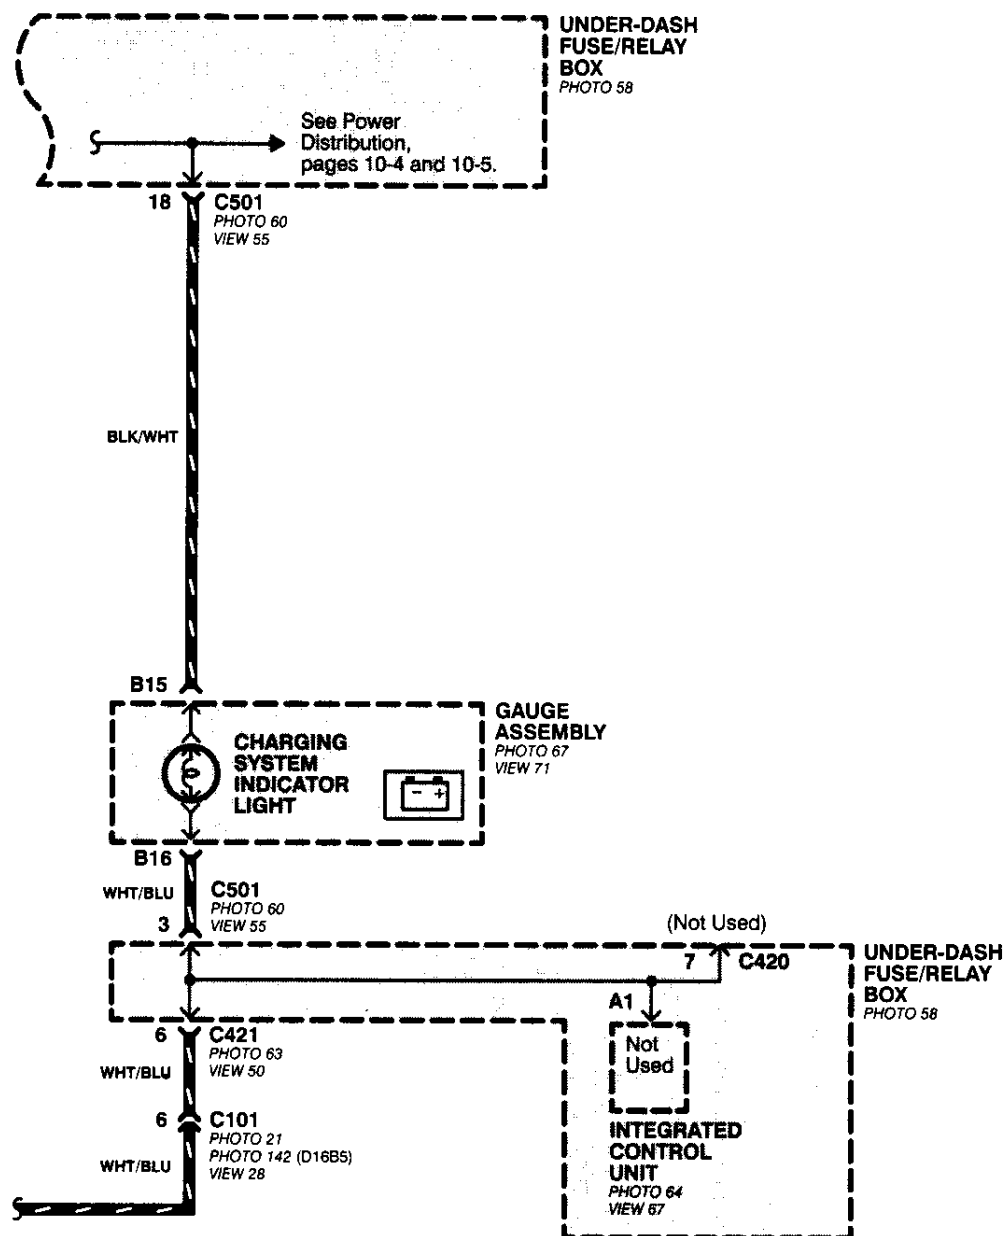 UNDER-DASH
FUSE/RELAY
BOX
PHOTO 58
See Power
Distribution,
pages 10-4 and 10-5.
18
C501
PHOTO 60
VIEW 55
BLK/WHT
B15
GAUGE
ASSEMBLY
PHOTO 67
VIEW 71
CHARGING
SYSTEM
INDICATOR
LIGHT
- +
B16
WHT/BLU
C501
PHOTO 60
VIEW 55
3
(Not Used)
7
C420
UNDER-DASH
FUSE/RELAY
BOX
PHOTO 58
A1
Not
Used
6
C421
PHOTO 63
VIEW 50
WHT/BLU
6
C101
PHOTO 21
PHOTO 142 (D16B5)
VIEW 28
WHT/BLU
INTEGRATED
CONTROL
UNIT
PHOTO 64
VIEW 67